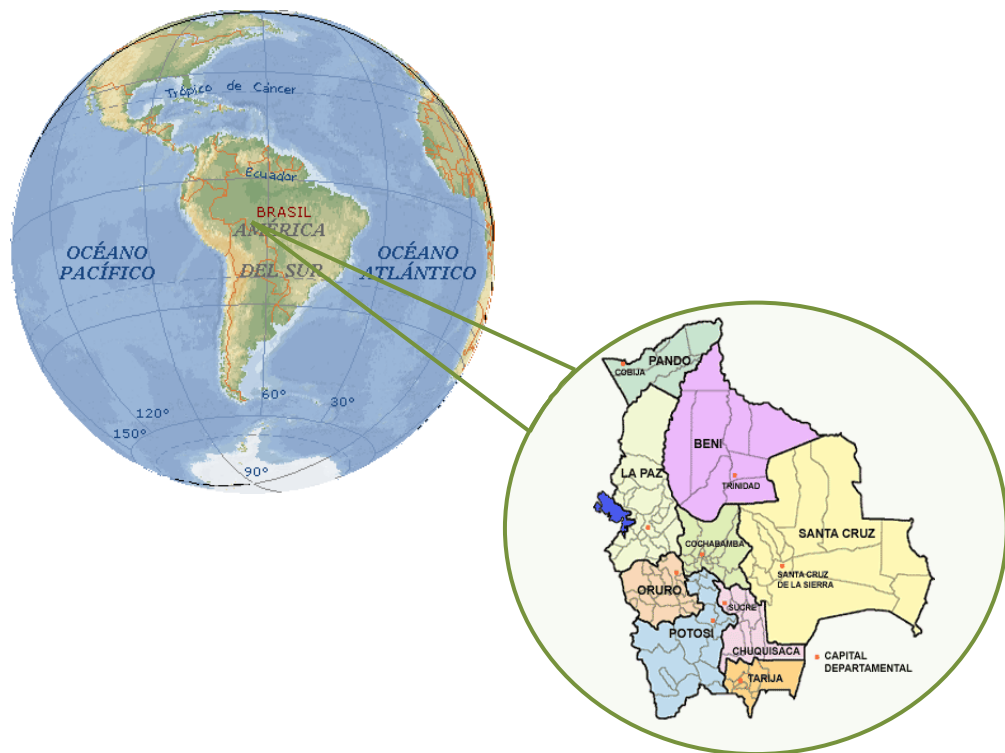 Trópico de Cáncer
Ecuador
BRASIL
AMÉRICA
DEL SUR
OCÉANO
PACÍFICO
OCÉANO
ATLÁNTICO
60°
30°
120°
150°
90°
PANDO
COBIJA
BENI
LA PAZ
TRINIDAD
SANTA CRUZ
COCHABAMBA
SANTA CRUZ
DE LA SIERRA
ORURO
SUCRE
POTOSI
CHUQUISACA
CAPITAL
DEPARTAMENTAL
TARIJA